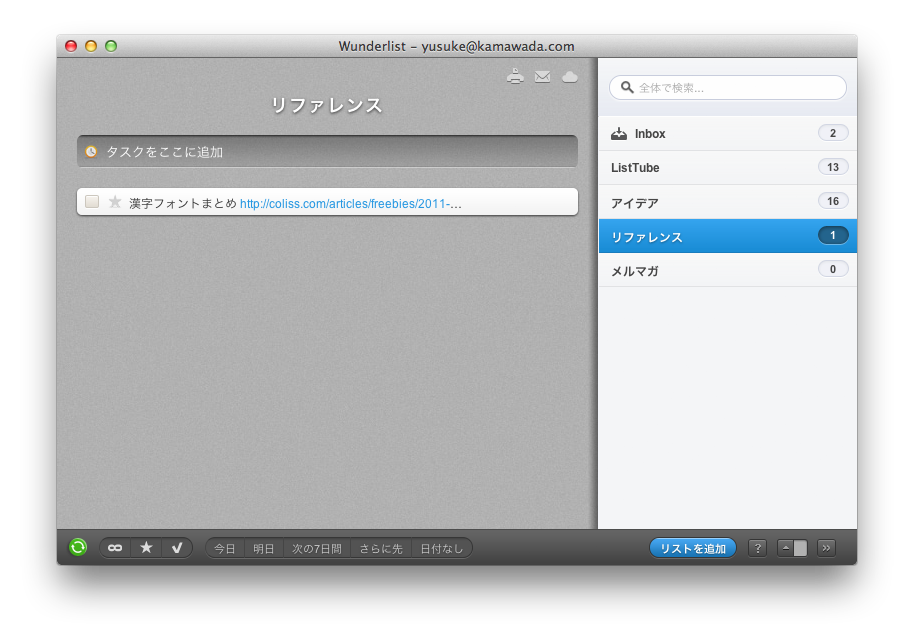 Wunderlist – yusuke@kamawada.com
リファレンス
タスクをここに追加
漢字フォントまとめ http://coliss.com/articles/freebies/2011-...
全体で検索...
Inbox 2
ListTube 13
アイデア 16
リファレンス 1
メルマガ 0
今日 明日 次の7日間 さらに先 日付なし
リストを追加 ? »